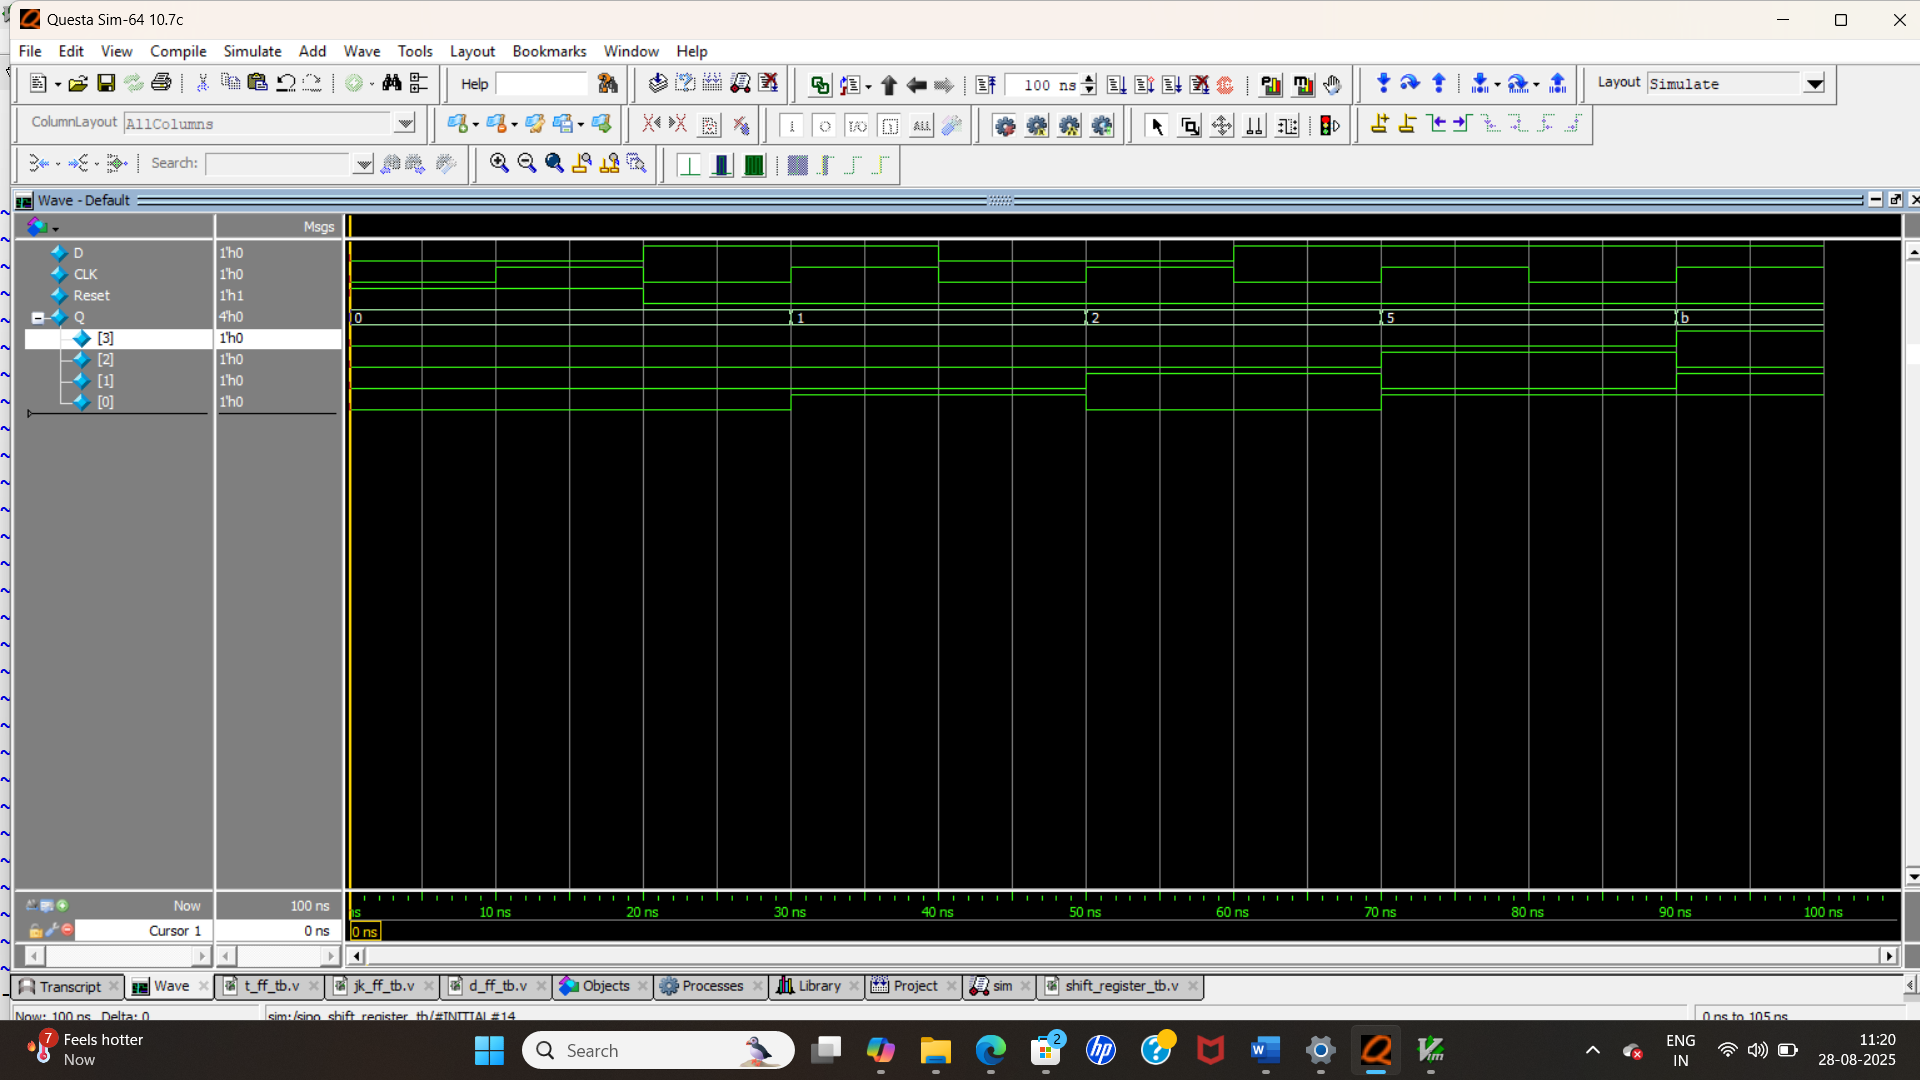 Questa Sim-64 10.7c
File Edit View Compile Simulate Add Wave Tools Layout Bookmarks Window Help
Help
100 ns
Layout Simulate
ColumnLayout AllColumns
ALL
Search:
Wave - Default
Msgs
D 1'h0
CLK 1'h0
Reset 1'h1
Q 4'h0 0 1 2 5 b
[3] 1'h0
[2] 1'h0
[1] 1'h0
[0] 1'h0
Now 100 ns ns 10 ns 20 ns 30 ns 40 ns 50 ns 60 ns 70 ns 80 ns 90 ns 100 ns
Cursor 1 0 ns 0 ns
Transcript Wave t_ff_tb.v jk_ff_tb.v d_ff_tb.v Objects Processes Library Project sim shift_register_tb.v
Now: 100 ns Delta: 0 sim:/sipo_shift_register_tb/#INITIAL#14 0 ns to 105 ns
7 Feels hotter
Now
Search
2
ENG
IN
11:20
28-08-2025